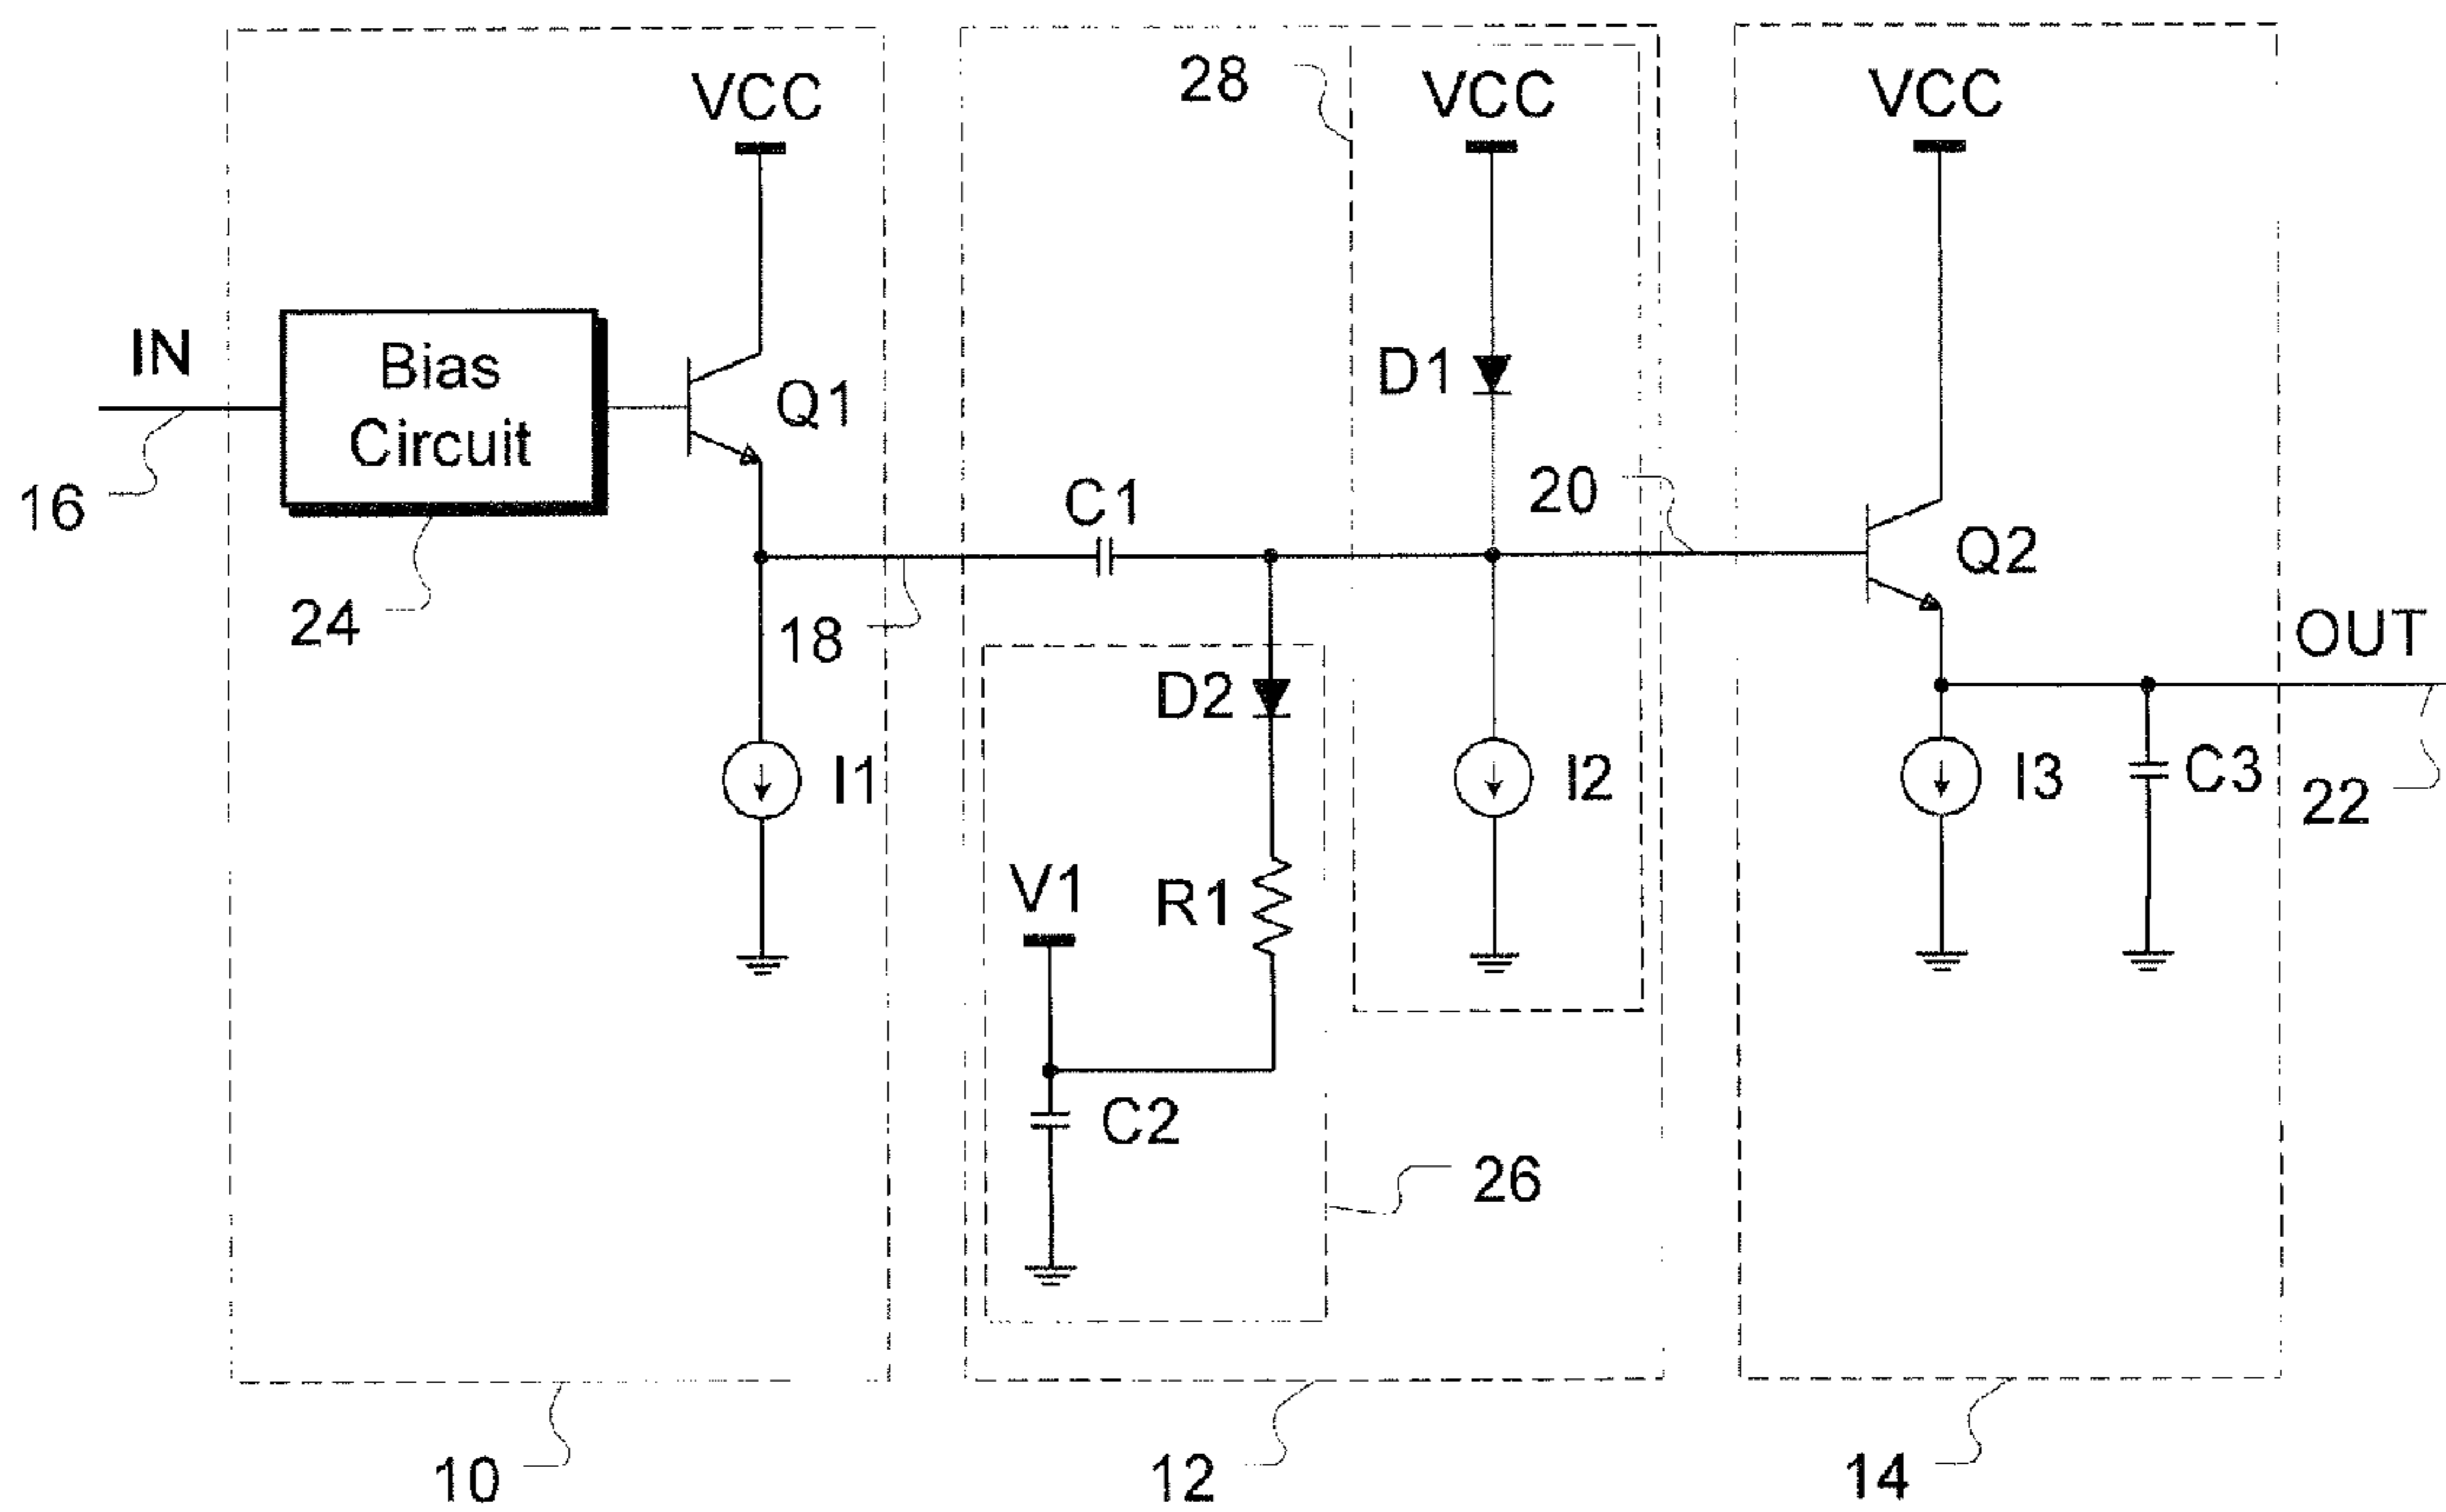 28
VCC
VCC
VCC
IN
Bias
Circuit
Q1
D1
16
C1
20
Q2
24
18
OUT
D2
I1
I2
I3
C3
22
V1
R1
C2
26
10
12
14